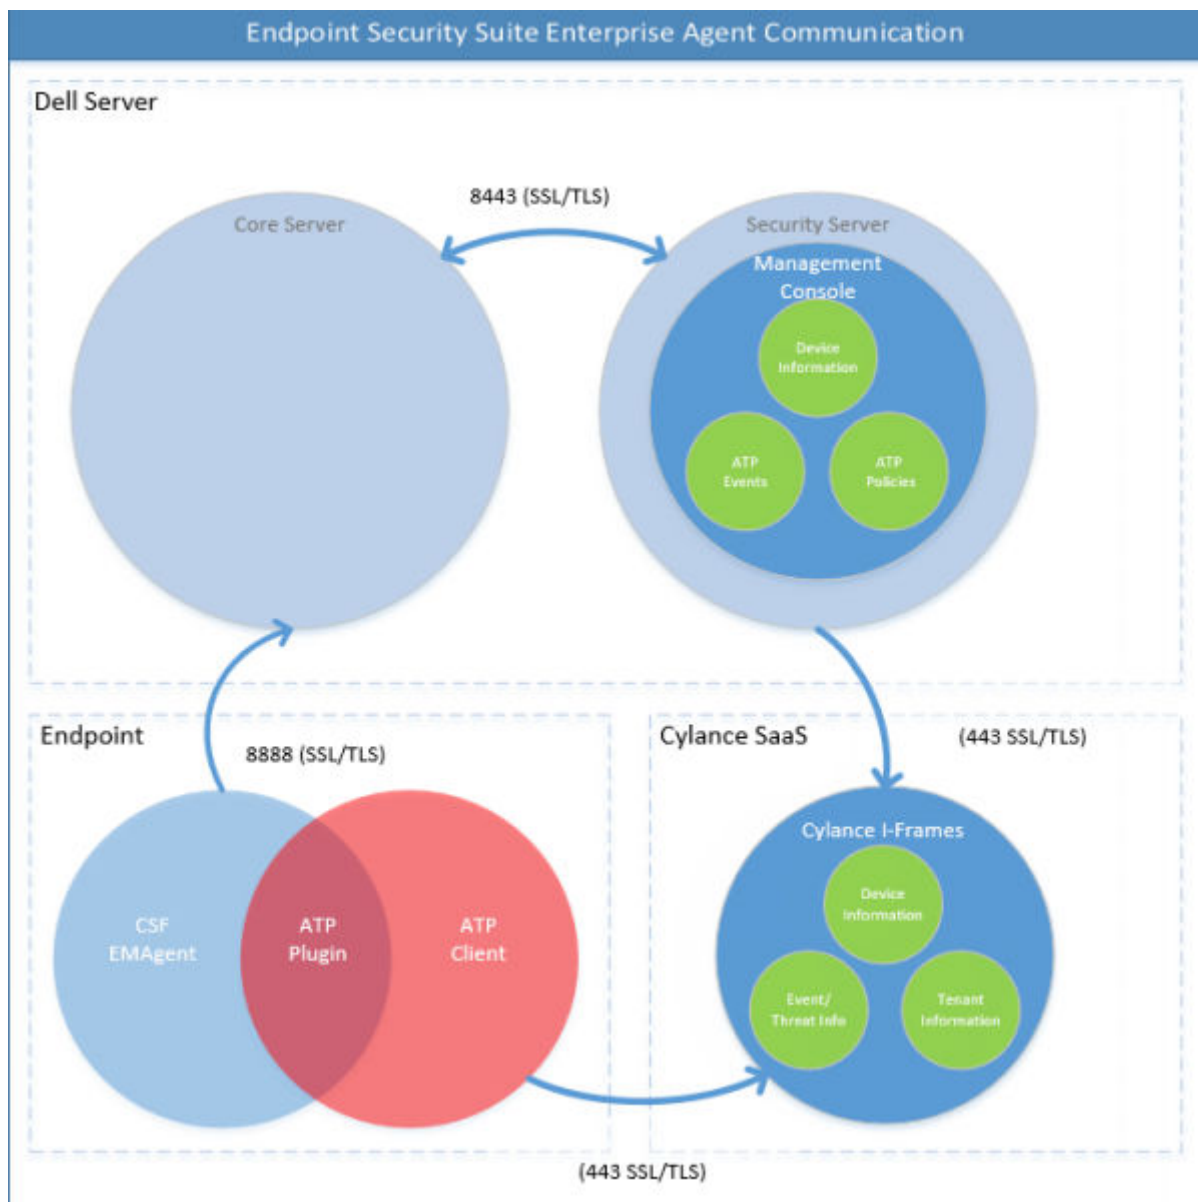 Endpoint Security Suite Enterprise Agent Communication
Dell Server
8443 (SSL/TLS)
Core Server
Security Server
Management
Console
Device
Information
ATP
Events
ATP
Policies
Endpoint
8888 (SSL/TLS)
Cylance SaaS
(443 SSL/TLS)
CSF
EMAgent
ATP
Plugin
ATP
Client
Cylance I-Frames
Device
Information
Event/
Threat Info
Tenant
Information
(443 SSL/TLS)